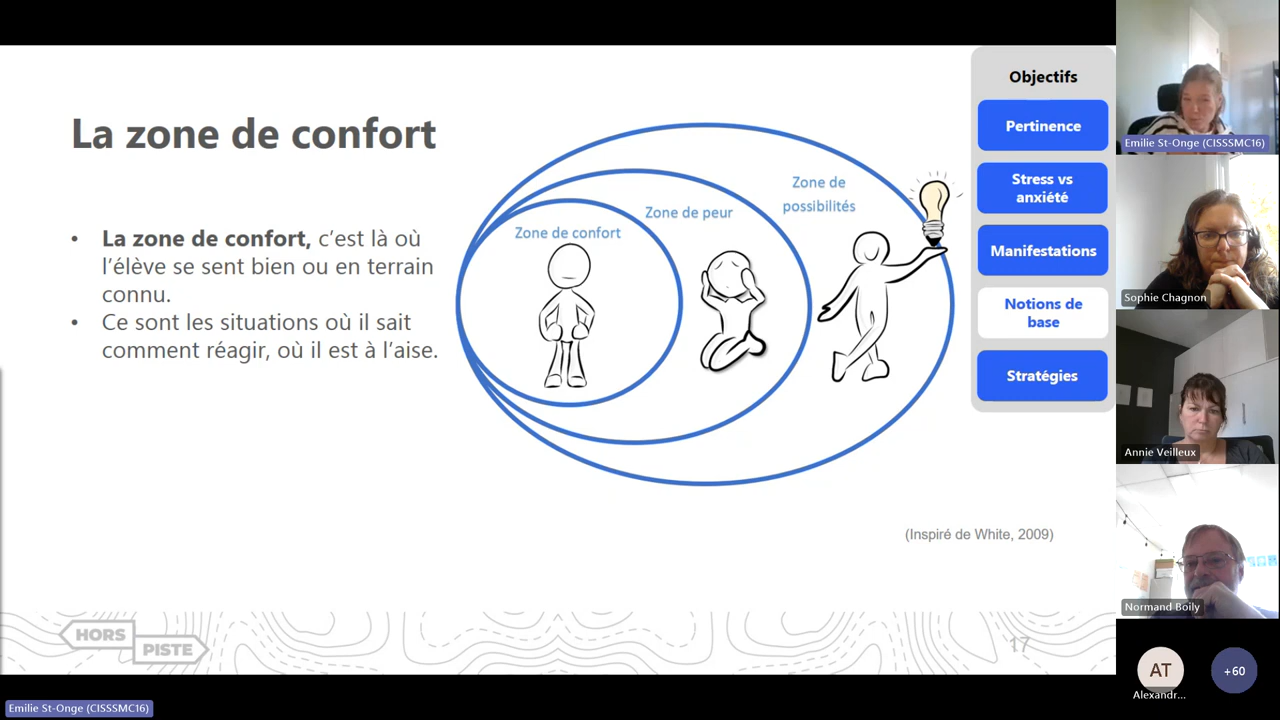 La zone de confort
• La zone de confort, c’est là où
l’élève se sent bien ou en terrain
connu.
• Ce sont les situations où il sait
comment réagir, où il est à l’aise.
Zone de confort
Zone de peur
Zone de
possibilités
(Inspiré de White, 2009)
Objectifs
Pertinence
Stress vs
anxiété
Manifestations
Notions de
base
Stratégies
HORS
PISTE
17
Emilie St-Onge (CISSSMC16)
Sophie Chagnon
Annie Veilleux
Normand Boily
AT
Alexandr...
+60
Emilie St-Onge (CISSSMC16)